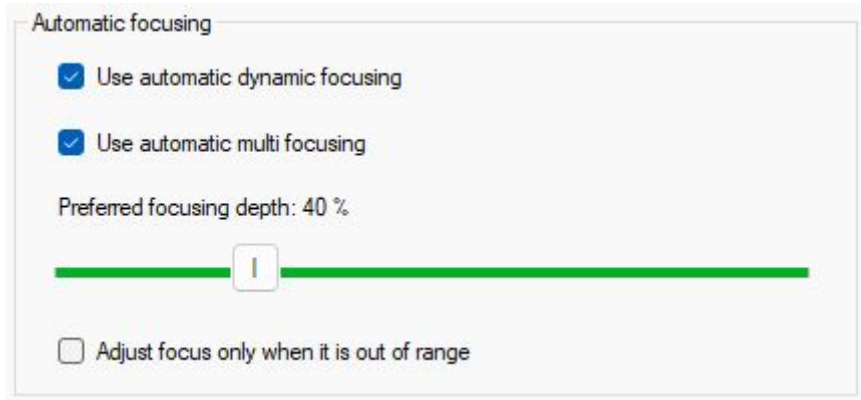 Automatic focusing
Use automatic dynamic focusing
Use automatic multi focusing
Preferred focusing depth: 40 %
Adjust focus only when it is out of range